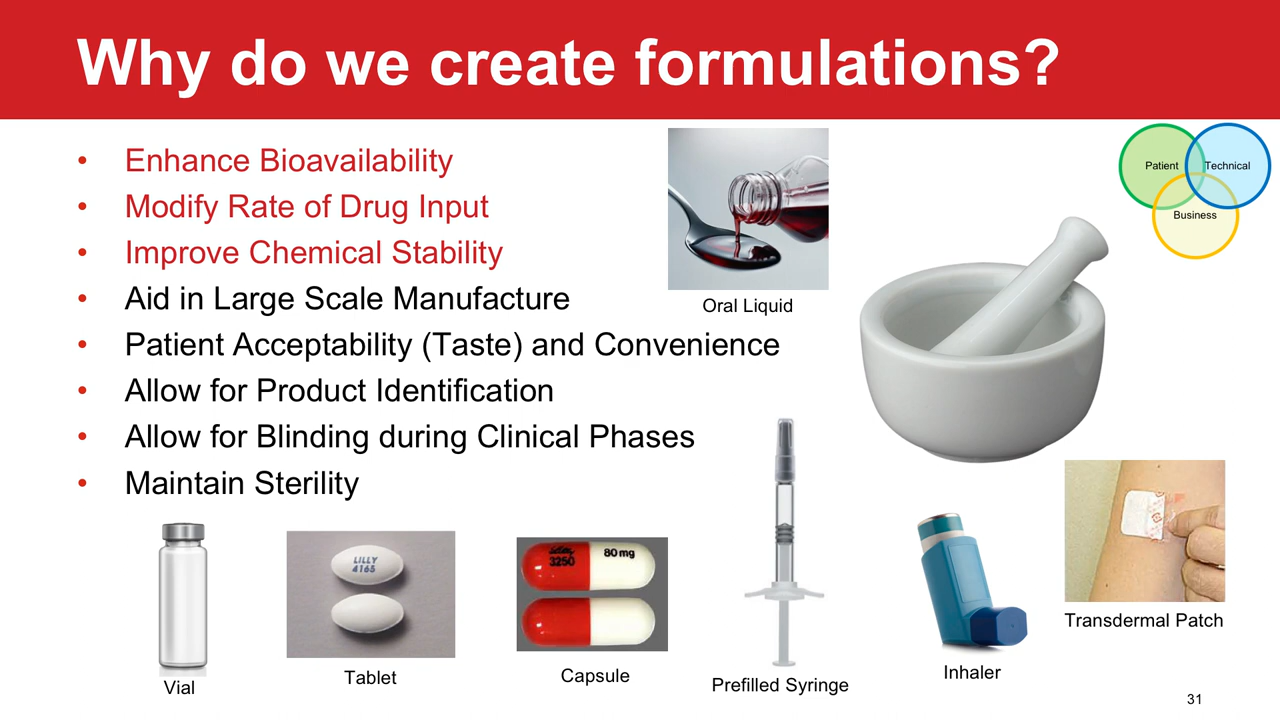 Why do we create formulations?
• Enhance Bioavailability
• Modify Rate of Drug Input
• Improve Chemical Stability
• Aid in Large Scale Manufacture
• Patient Acceptability (Taste) and Convenience
• Allow for Product Identification
• Allow for Blinding during Clinical Phases
• Maintain Sterility
Patient
Technical
Business
Oral Liquid
Vial
LILLY
4165
Tablet
3250
80 mg
Capsule
Prefilled Syringe
Inhaler
Transdermal Patch
31